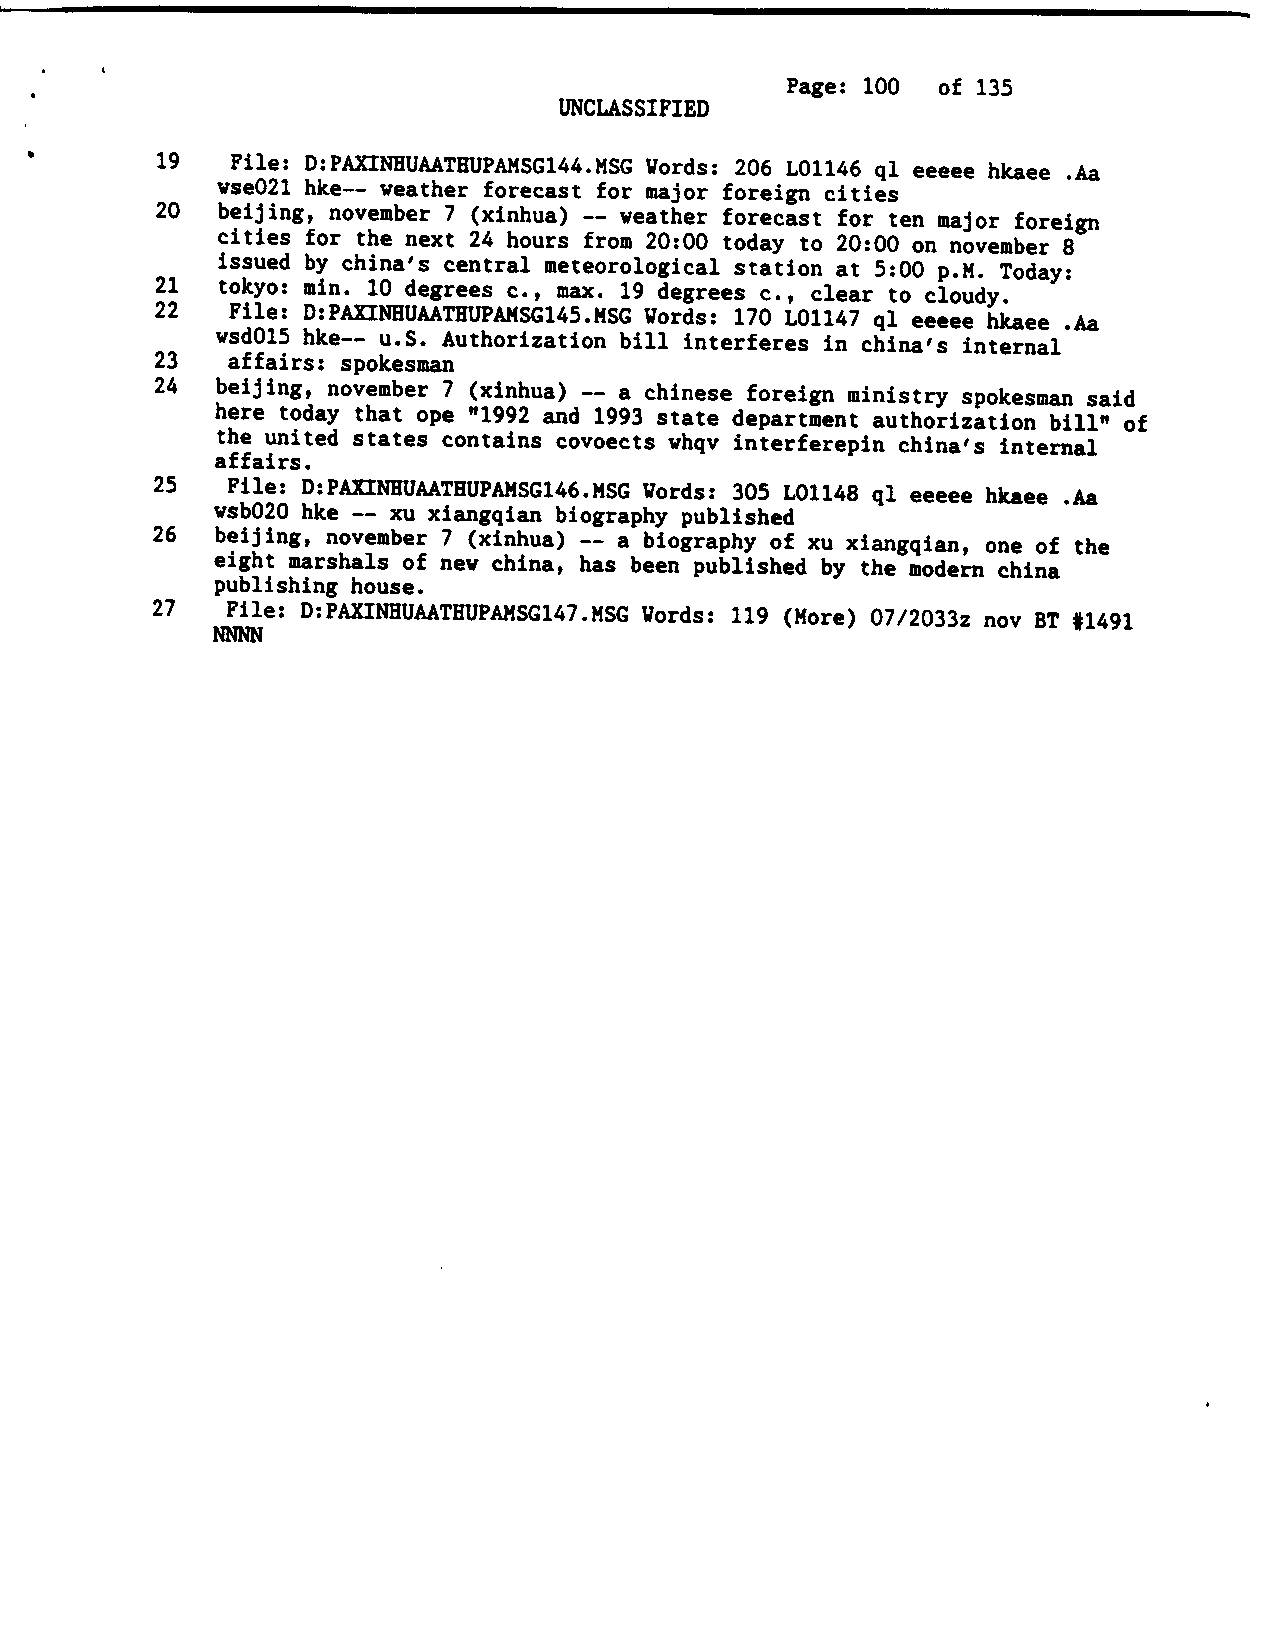 Page: 100 of 135
UNCLASSIFIED
19 File: D:PAXINHUAATHUPAMSG144.MSG Words: 206 L01146 ql eeeee hkaee .Aa
wse021 hke-- weather forecast for major foreign cities
20 beijing, november 7 (xinhua) -- weather forecast for ten major foreign
cities for the next 24 hours from 20:00 today to 20:00 on november 8
issued by china's central meteorological station at 5:00 p.M. Today:
21 tokyo: min. 10 degrees c., max. 19 degrees c., clear to cloudy.
22 File: D:PAXINHUAATHUPAMSG145.MSG Words: 170 L01147 ql eeeee hkaee .Aa
wsd015 hke-- u.S. Authorization bill interferes in china's internal
23 affairs: spokesman
24 beijing, november 7 (xinhua) -- a chinese foreign ministry spokesman said
here today that ope "1992 and 1993 state department authorization bill" of
the united states contains covoects whqv interferepin china's internal
affairs.
25 File: D:PAXINHUAATHUPAMSG146.MSG Words: 305 L01148 ql eeeee hkaee .Aa
wsb020 hke -- xu xiangqian biography published
26 beijing, november 7 (xinhua) -- a biography of xu xiangqian, one of the
eight marshals of new china, has been published by the modern china
publishing house.
27 File: D:PAXINHUAATHUPAMSG147.MSG Words: 119 (More) 07/2033z nov BT #1491
NNNN